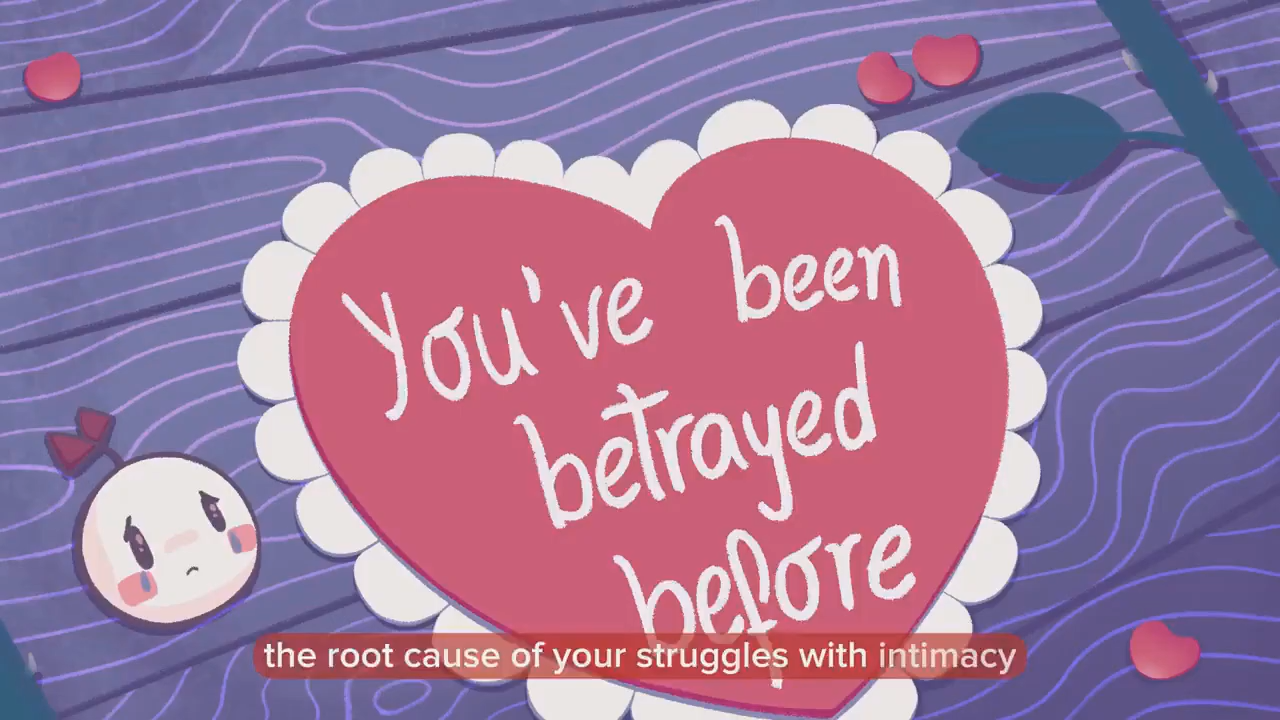 You've been
betrayed
before
the root cause of your struggles with intimacy